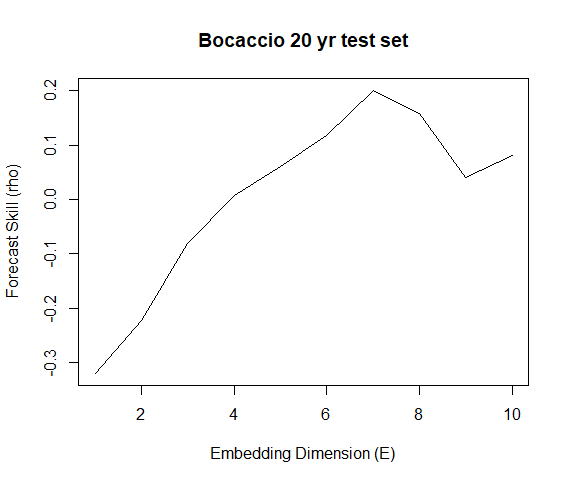 Bocaccio 20 yr test set
Forecast Skill (rho)
0.2
0.1
0.0
-0.1
-0.2
-0.3
2 4 6 8 10
Embedding Dimension (E)